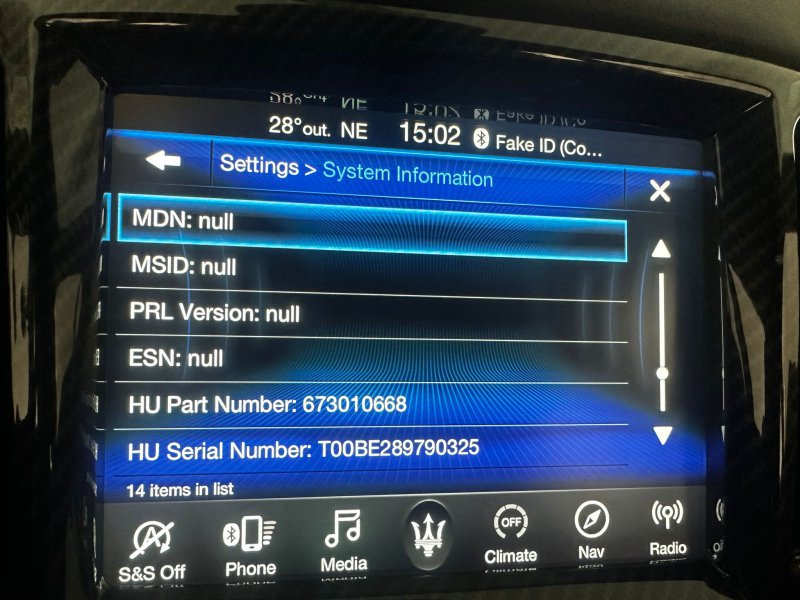 28°out. NE 15:02 Fake ID (Co...
Settings > System Information
MDN: null
MSID: null
PRL Version: null
ESN: null
HU Part Number: 673010668
HU Serial Number: T00BE289790325
14 items in list
S&S Off Phone Media OFF Climate Nav Radio